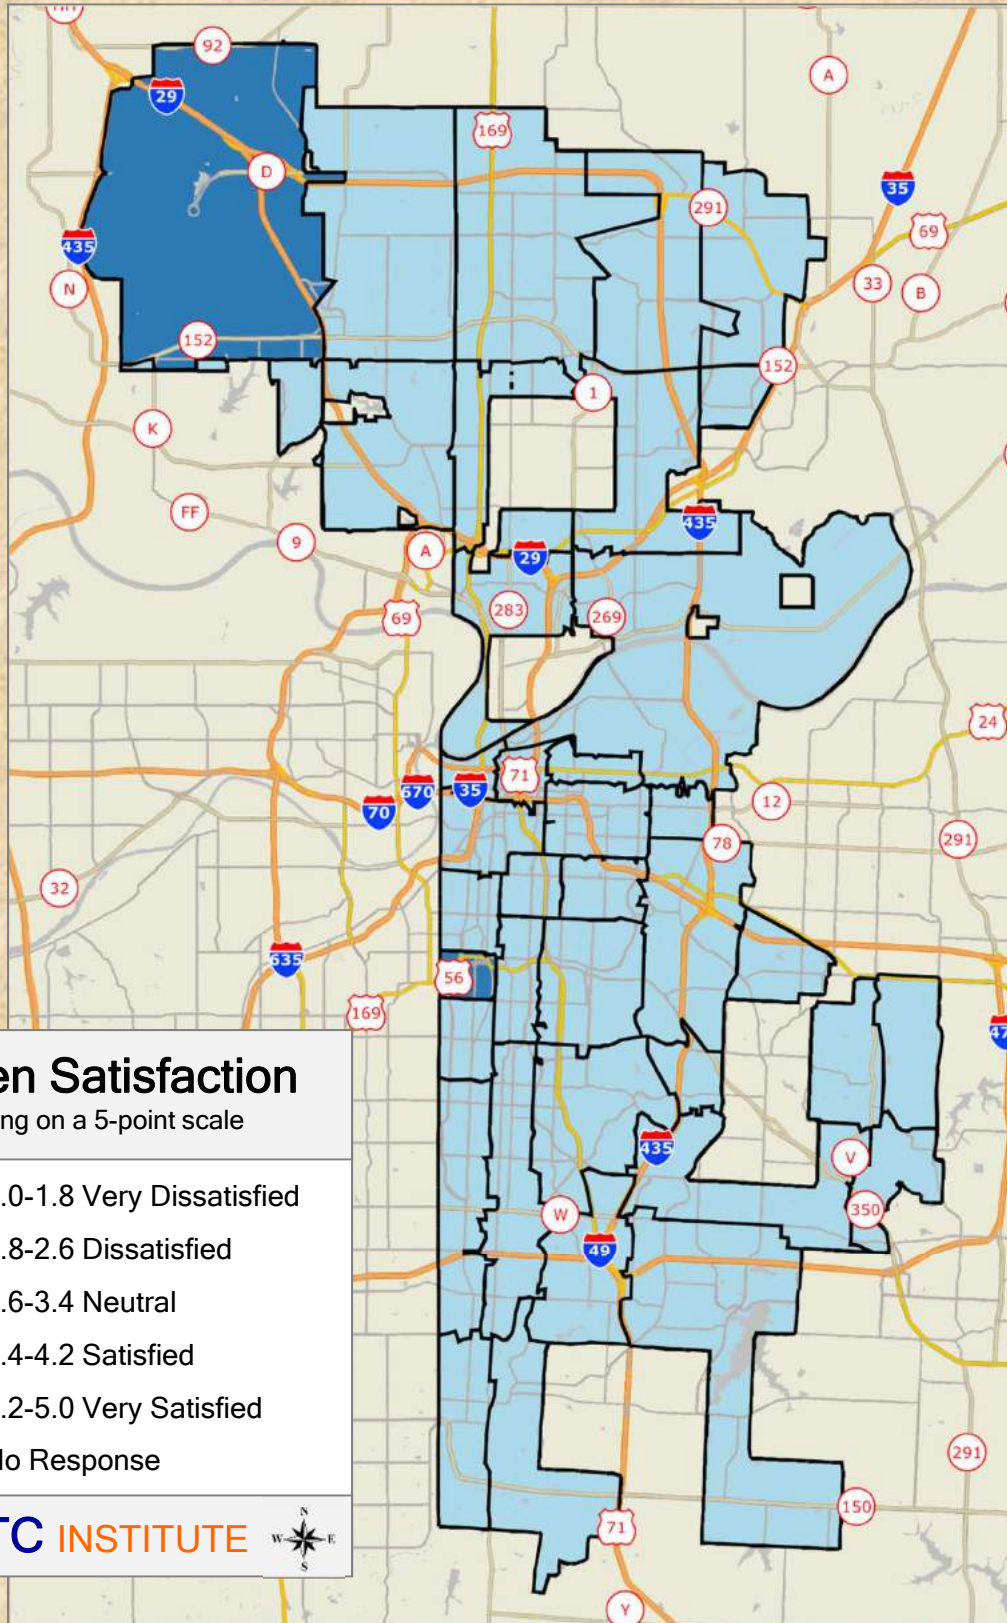 92
A
29
169
D
35
291
69
435
N
33
B
152
152
1
K
FF
435
9
A
29
283
269
69
24
71
670
35
12
70
78
291
32
635
56
169
47
en Satisfaction
ng on a 5-point scale
435
V
.0-1.8 Very Dissatisfied
350
W
.8-2.6 Dissatisfied
49
.6-3.4 Neutral
.4-4.2 Satisfied
.2-5.0 Very Satisfied
lo Response
291
150
TC INSTITUTE
N
W E
S
71
Y